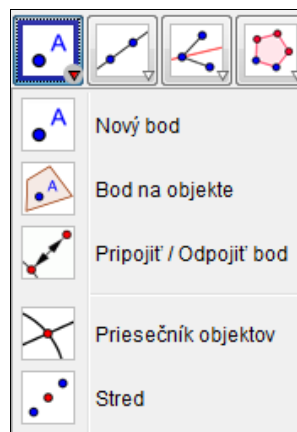 A
A
Nový bod
A
Bod na objekte
Pripojiť / Odpojiť bod
Priesečník objektov
Stred